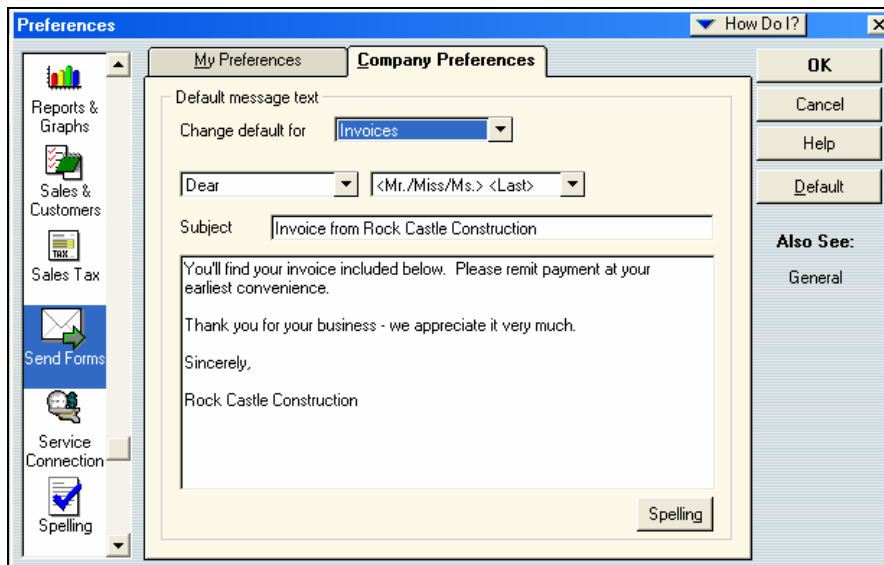 Preferences
How Do I?
Reports &
Graphs
Sales &
Customers
TAX
Sales Tax
Send Forms
Service
Connection
Spelling
My Preferences
Company Preferences
Default message text
Change default for
Invoices
Dear
<Mr./Miss/Ms.> <Last>
Subject
Invoice from Rock Castle Construction
You'll find your invoice included below.  Please remit payment at your
earliest convenience.
Thank you for your business - we appreciate it very much.
Sincerely,
Rock Castle Construction
Spelling
OK
Cancel
Help
Default
Also See:
General